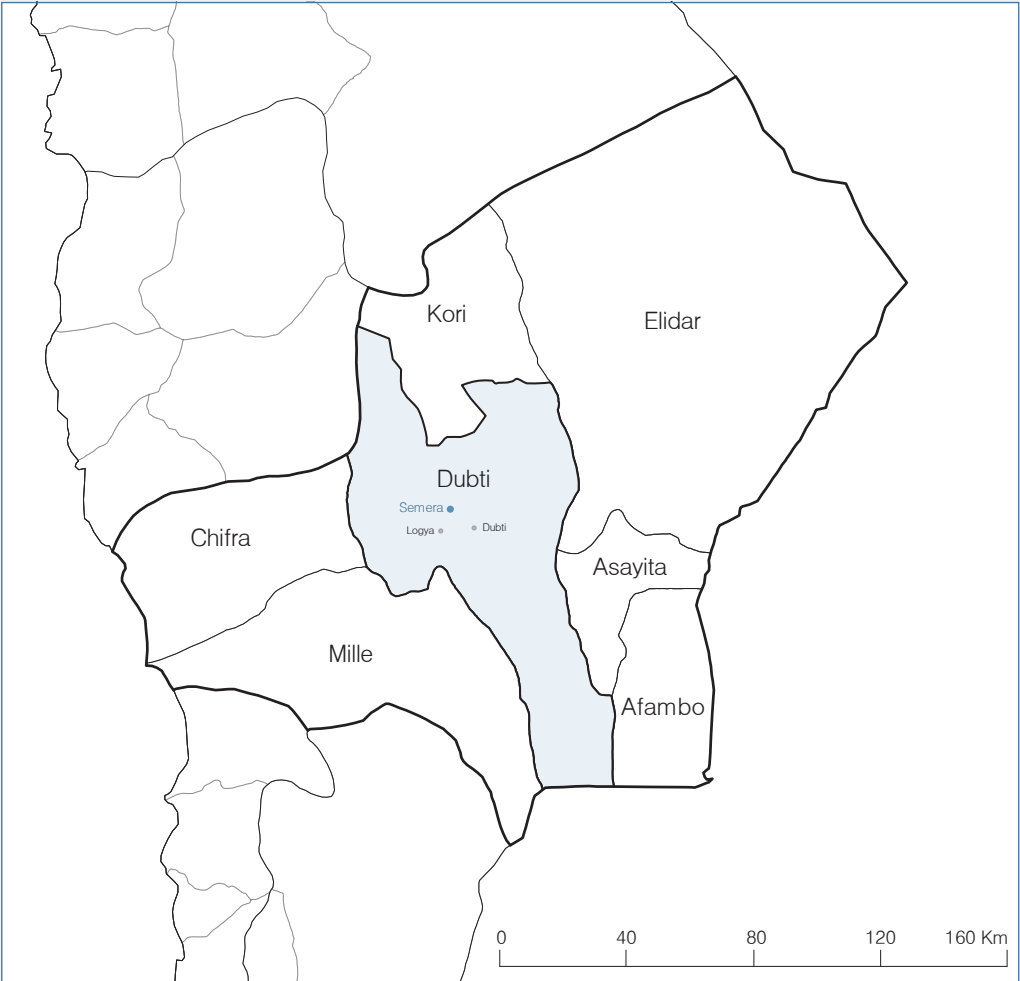 Kori
Elidar
Dubti
Semera
Logya
Dubti
Chifra
Asayita
Mille
Afambo
0 40 80 120 160 Km